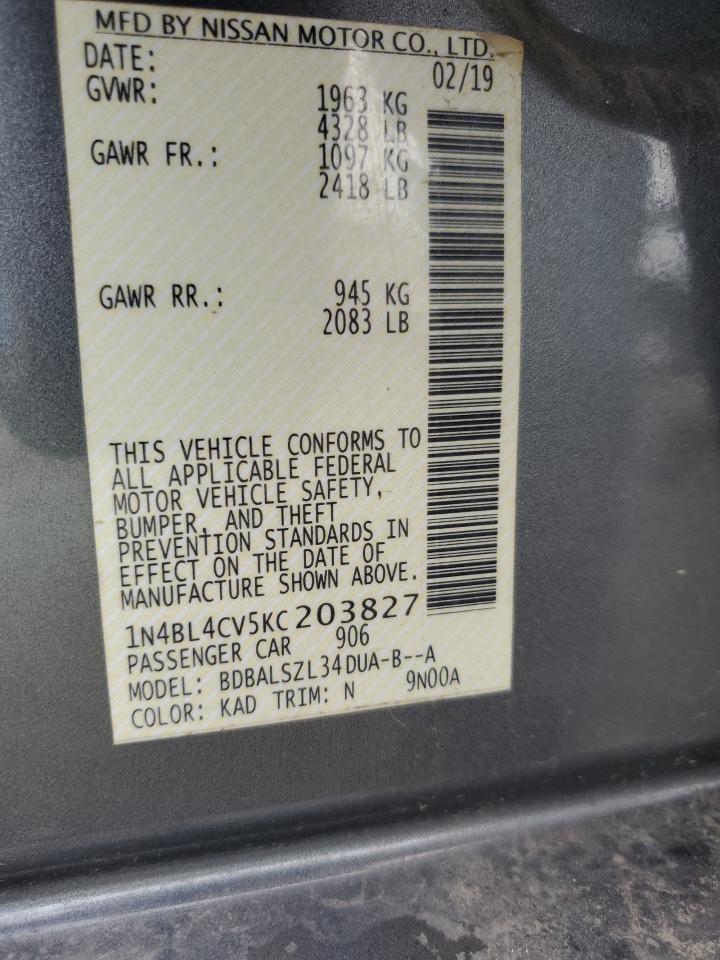 MFD BY NISSAN MOTOR CO., LTD.
DATE: 02/19
GVWR: 1963 KG
4328 LB
GAWR FR.: 1097 KG
2418 LB
GAWR RR.: 945 KG
2083 LB
THIS VEHICLE CONFORMS TO
ALL APPLICABLE FEDERAL
MOTOR VEHICLE SAFETY,
BUMPER, AND THEFT
PREVENTION STANDARDS IN
EFFECT ON THE DATE OF
MANUFACTURE SHOWN ABOVE.
1N4BL4CV5KC203827
PASSENGER CAR 906
MODEL: BDBALSZL34DUA-B--A
COLOR: KAD TRIM: N 9N00A